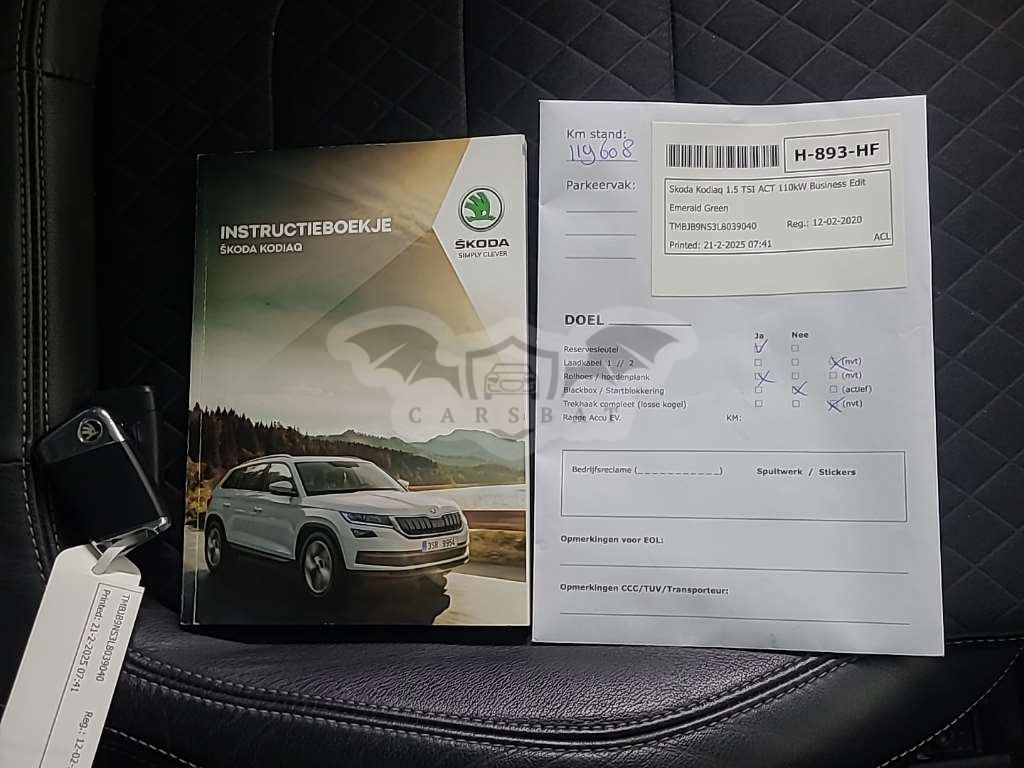 INSTRUCTIEBOEKJE
ŠKODA KODIAQ
ŠKODA
SIMPLY CLEVER
3S8 9954
CARSBAT
Km stand:
119608
Parkeervak:
H-893-HF
Skoda Kodiaq 1.5 TSI ACT 110kW Business Edit
Emerald Green
TMBJB9NS3L8039040 Reg.: 12-02-2020
Printed: 21-2-2025 07:41 ACL
DOEL
Ja Nee
Reservesleutel
Laadkabel 1 // 2 (nvt)
Rolhoes / hoedenplank (nvt)
Blackbox / Startblokkering (actief)
Trekhaak compleet (losse kogel) (nvt)
Range Accu EV. KM:
Bedrijfsreclame (____________) Spuitwerk / Stickers
Opmerkingen voor EOL:
Opmerkingen CCC/TUV/Transporteur:
TMBJB9NS3L8039040 Reg.: 12-02-
Printed: 21-2-2025 07:41